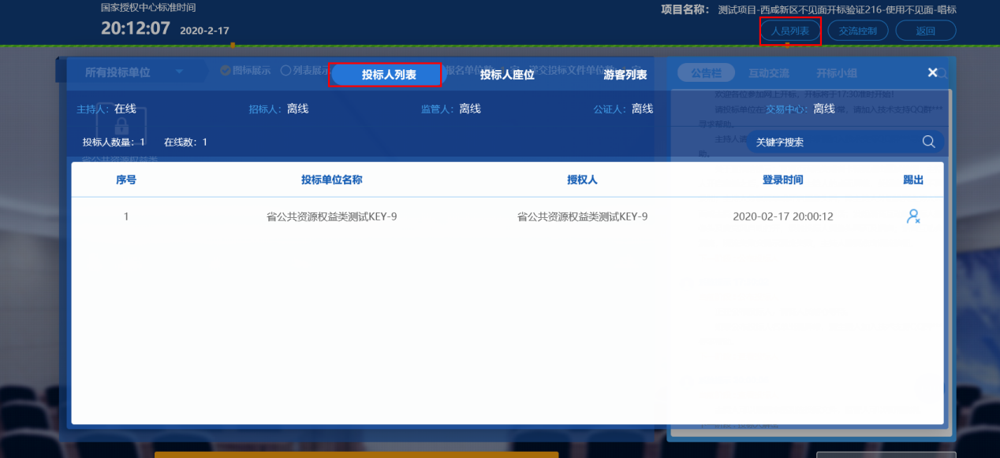 国家授权中心标准时间
20:12:07 2020-2-17
项目名称: 测试项目-西咸新区不见面开标验证216-使用不见面-唱标
人员列表 交流控制 返回
所有投标单位 图标展示 列表展示
投标人列表 投标人座位 游客列表
公告栏 互动交流 开标小组
主持人: 在线 招标人: 离线 监管人: 离线 公证人: 离线 交易中心: 离线
投标人数量: 1 在线数: 1 关键字搜索
序号 投标单位名称 授权人 登录时间 踢出
1 省公共资源权益类测试KEY-9 省公共资源权益类测试KEY-9 2020-02-17 20:00:12